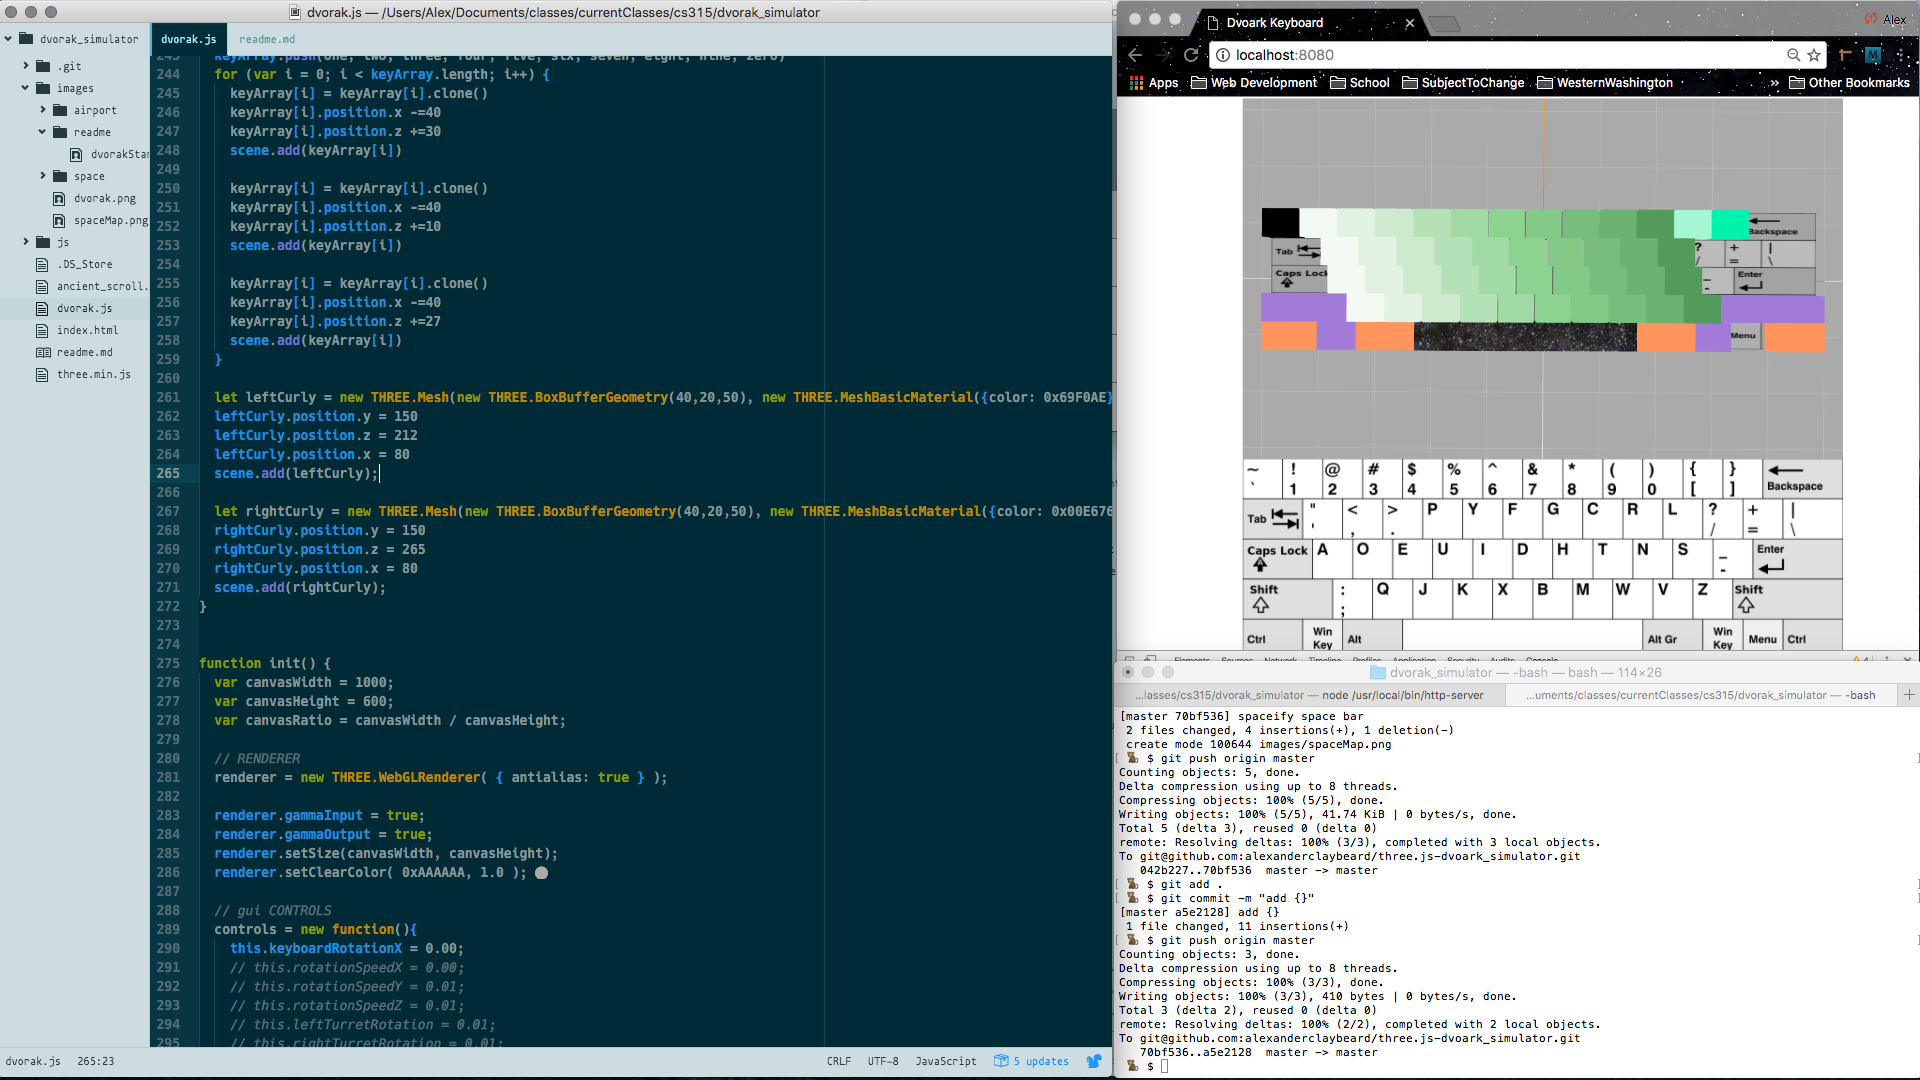 dvorak.js — /Users/Alex/Documents/classes/currentClasses/cs315/dvorak_simulator
dvorak_simulator
.git
images
airport
readme
dvorakStan
space
dvorak.png
spaceMap.png
js
.DS_Store
ancient_scroll.
dvorak.js
index.html
readme.md
three.min.js
dvorak.js
readme.md
244 for (var i = 0; i < keyArray.length; i++) {
245 keyArray[i] = keyArray[i].clone()
246 keyArray[i].position.x -=40
247 keyArray[i].position.z +=30
248 scene.add(keyArray[i])
249
250 keyArray[i] = keyArray[i].clone()
251 keyArray[i].position.x -=40
252 keyArray[i].position.z +=10
253 scene.add(keyArray[i])
254
255 keyArray[i] = keyArray[i].clone()
256 keyArray[i].position.x -=40
257 keyArray[i].position.z +=27
258 scene.add(keyArray[i])
259 }
260
261 let leftCurly = new THREE.Mesh(new THREE.BoxBufferGeometry(40,20,50), new THREE.MeshBasicMaterial({color: 0x69F0AE}
262 leftCurly.position.y = 150
263 leftCurly.position.z = 212
264 leftCurly.position.x = 80
265 scene.add(leftCurly);
266
267 let rightCurly = new THREE.Mesh(new THREE.BoxBufferGeometry(40,20,50), new THREE.MeshBasicMaterial({color: 0x00E676
268 rightCurly.position.y = 150
269 rightCurly.position.z = 265
270 rightCurly.position.x = 80
271 scene.add(rightCurly);
272 }
273
274
275 function init() {
276 var canvasWidth = 1000;
277 var canvasHeight = 600;
278 var canvasRatio = canvasWidth / canvasHeight;
279
280 // RENDERER
281 renderer = new THREE.WebGLRenderer( { antialias: true } );
282
283 renderer.gammaInput = true;
284 renderer.gammaOutput = true;
285 renderer.setSize(canvasWidth, canvasHeight);
286 renderer.setClearColor( 0xAAAAAA, 1.0 );
287
288 // gui CONTROLS
289 controls = new function(){
290 this.keyboardRotationX = 0.00;
291 // this.rotationSpeedX = 0.00;
292 // this.rotationSpeedY = 0.01;
293 // this.rotationSpeedZ = 0.01;
294 // this.leftTurretRotation = 0.01;
295 // this.rightTurretRotation = 0.01;
dvorak.js 265:23
CRLF UTF-8 JavaScript 5 updates
Dvoark Keyboard
Alex
localhost:8080
Apps Web Development School SubjectToChange WesternWashington » Other Bookmarks
Backspace
Tab ? / + = | \
Caps Lock _ - Enter
Menu
~ ! @ # $ % ^ & * ( ) { }
` 1 2 3 4 5 6 7 8 9 0 [ ] Backspace
Tab " < > P Y F G C R L ? + |
' , . / = \
Caps Lock A O E U I D H T N S _ Enter
-
Shift : Q J K X B M W V Z Shift
;
Ctrl Win Key Alt Alt Gr Win Key Menu Ctrl
Elements Sources Network Timeline Profiles Application Security Audits Console
dvorak_simulator — -bash — bash — 114×26
...lasses/cs315/dvorak_simulator — node /usr/local/bin/http-server
...uments/classes/currentClasses/cs315/dvorak_simulator — -bash
[master 70bf536] spaceify space bar
2 files changed, 4 insertions(+), 1 deletion(-)
create mode 100644 images/spaceMap.png
$ git push origin master
Counting objects: 5, done.
Delta compression using up to 8 threads.
Compressing objects: 100% (5/5), done.
Writing objects: 100% (5/5), 41.74 KiB | 0 bytes/s, done.
Total 5 (delta 3), reused 0 (delta 0)
remote: Resolving deltas: 100% (3/3), completed with 3 local objects.
To git@github.com:alexanderclaybeard/three.js-dvoark_simulator.git
042b227..70bf536 master -> master
$ git add .
$ git commit -m "add {}"
[master a5e2128] add {}
1 file changed, 11 insertions(+)
$ git push origin master
Counting objects: 3, done.
Delta compression using up to 8 threads.
Compressing objects: 100% (3/3), done.
Writing objects: 100% (3/3), 410 bytes | 0 bytes/s, done.
Total 3 (delta 2), reused 0 (delta 0)
remote: Resolving deltas: 100% (2/2), completed with 2 local objects.
To git@github.com:alexanderclaybeard/three.js-dvoark_simulator.git
70bf536..a5e2128 master -> master
$